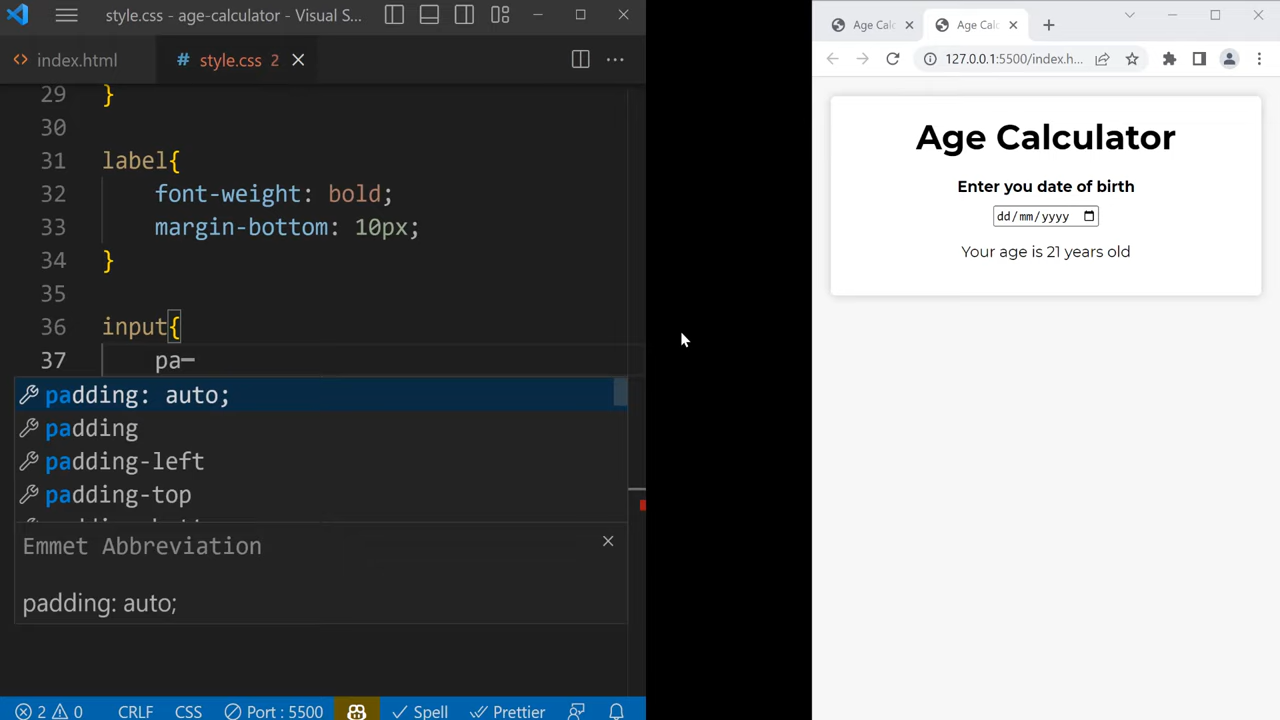 style.css - age-calculator - Visual S...
index.html
# style.css 2
29 }
30
31 label{
32 font-weight: bold;
33 margin-bottom: 10px;
34 }
35
36 input{
37 pa
padding: auto;
padding
padding-left
padding-top
Emmet Abbreviation
padding: auto;
2 0 CRLF CSS Port : 5500 Spell Prettier
Age Calc
Age Calc
127.0.0.1:5500/index.h...
Age Calculator
Enter you date of birth
dd/mm/yyyy
Your age is 21 years old